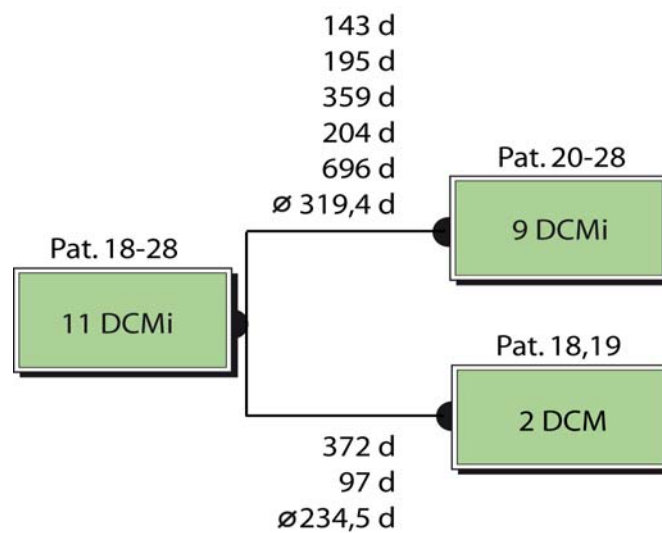 143 d
195 d
359 d
204 d
696 d
ø 319,4 d
Pat. 20-28
9 DCMi
Pat. 18-28
11 DCMi
Pat. 18,19
2 DCM
372 d
97 d
ø234,5 d